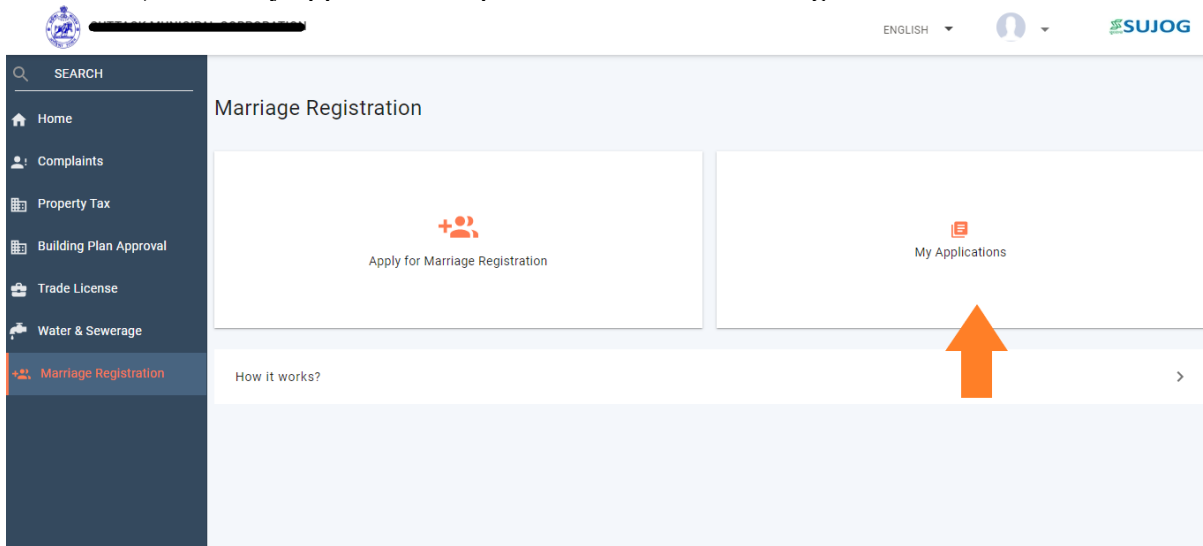 ENGLISH
SUJOG
SEARCH
Home
Complaints
Property Tax
Building Plan Approval
Trade License
Water & Sewerage
Marriage Registration
Marriage Registration
Apply for Marriage Registration
My Applications
How it works?